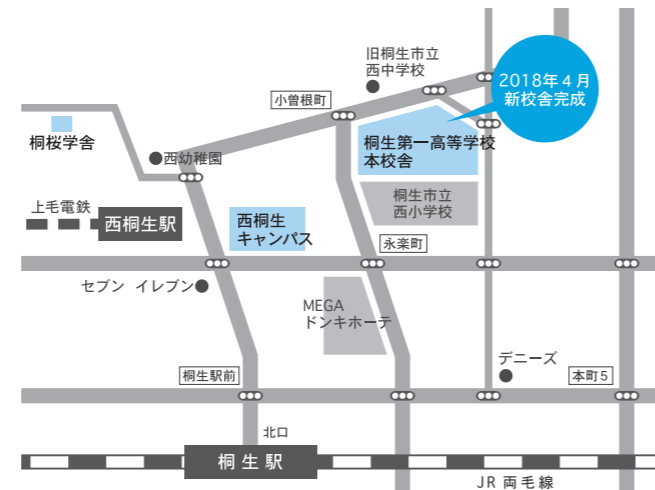 旧桐生市立
西中学校
2018年4月
新校舎完成
小曽根町
桐桜学舎
西幼稚園
桐生第一高等学校
本校舎
桐生市立
西小学校
上毛電鉄
西桐生駅
西桐生
キャンパス
永楽町
セブン イレブン
MEGA
ドンキホーテ
デニーズ
桐生駅前
本町5
北口
桐生駅
JR両毛線